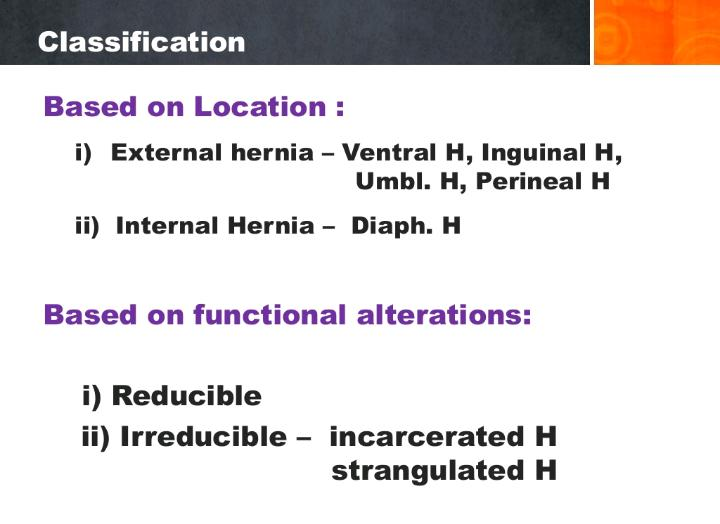 Classification
Based on Location :
i) External hernia – Ventral H, Inguinal H,
Umbl. H, Perineal H
ii) Internal Hernia – Diaph. H
Based on functional alterations:
i) Reducible
ii) Irreducible – incarcerated H
strangulated H